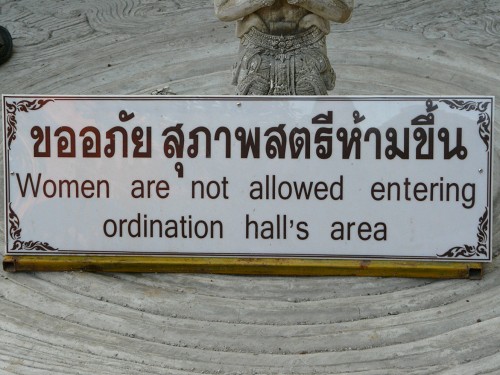 ขออภัย สุภาพสตรีห้ามขึ้น
Women are not allowed entering
ordination hall's area